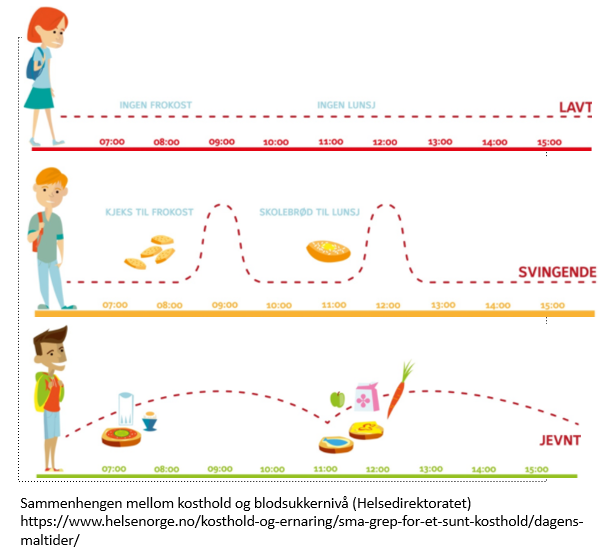 INGEN FROKOST INGEN LUNSJ
LAVT
07:00 08:00 09:00 10:00 11:00 12:00 13:00 14:00 15:00
KJEKS TIL FROKOST SKOLEBRØD TIL LUNSJ
SVINGENDE
07:00 08:00 09:00 10:00 11:00 12:00 13:00 14:00 15:00
JEVNT
07:00 08:00 09:00 10:00 11:00 12:00 13:00 14:00 15:00
Sammenhengen mellom kosthold og blodsukkernivå (Helsedirektoratet)
https://www.helsenorge.no/kosthold-og-ernaring/sma-grep-for-et-sunt-kosthold/dagens-
maltider/